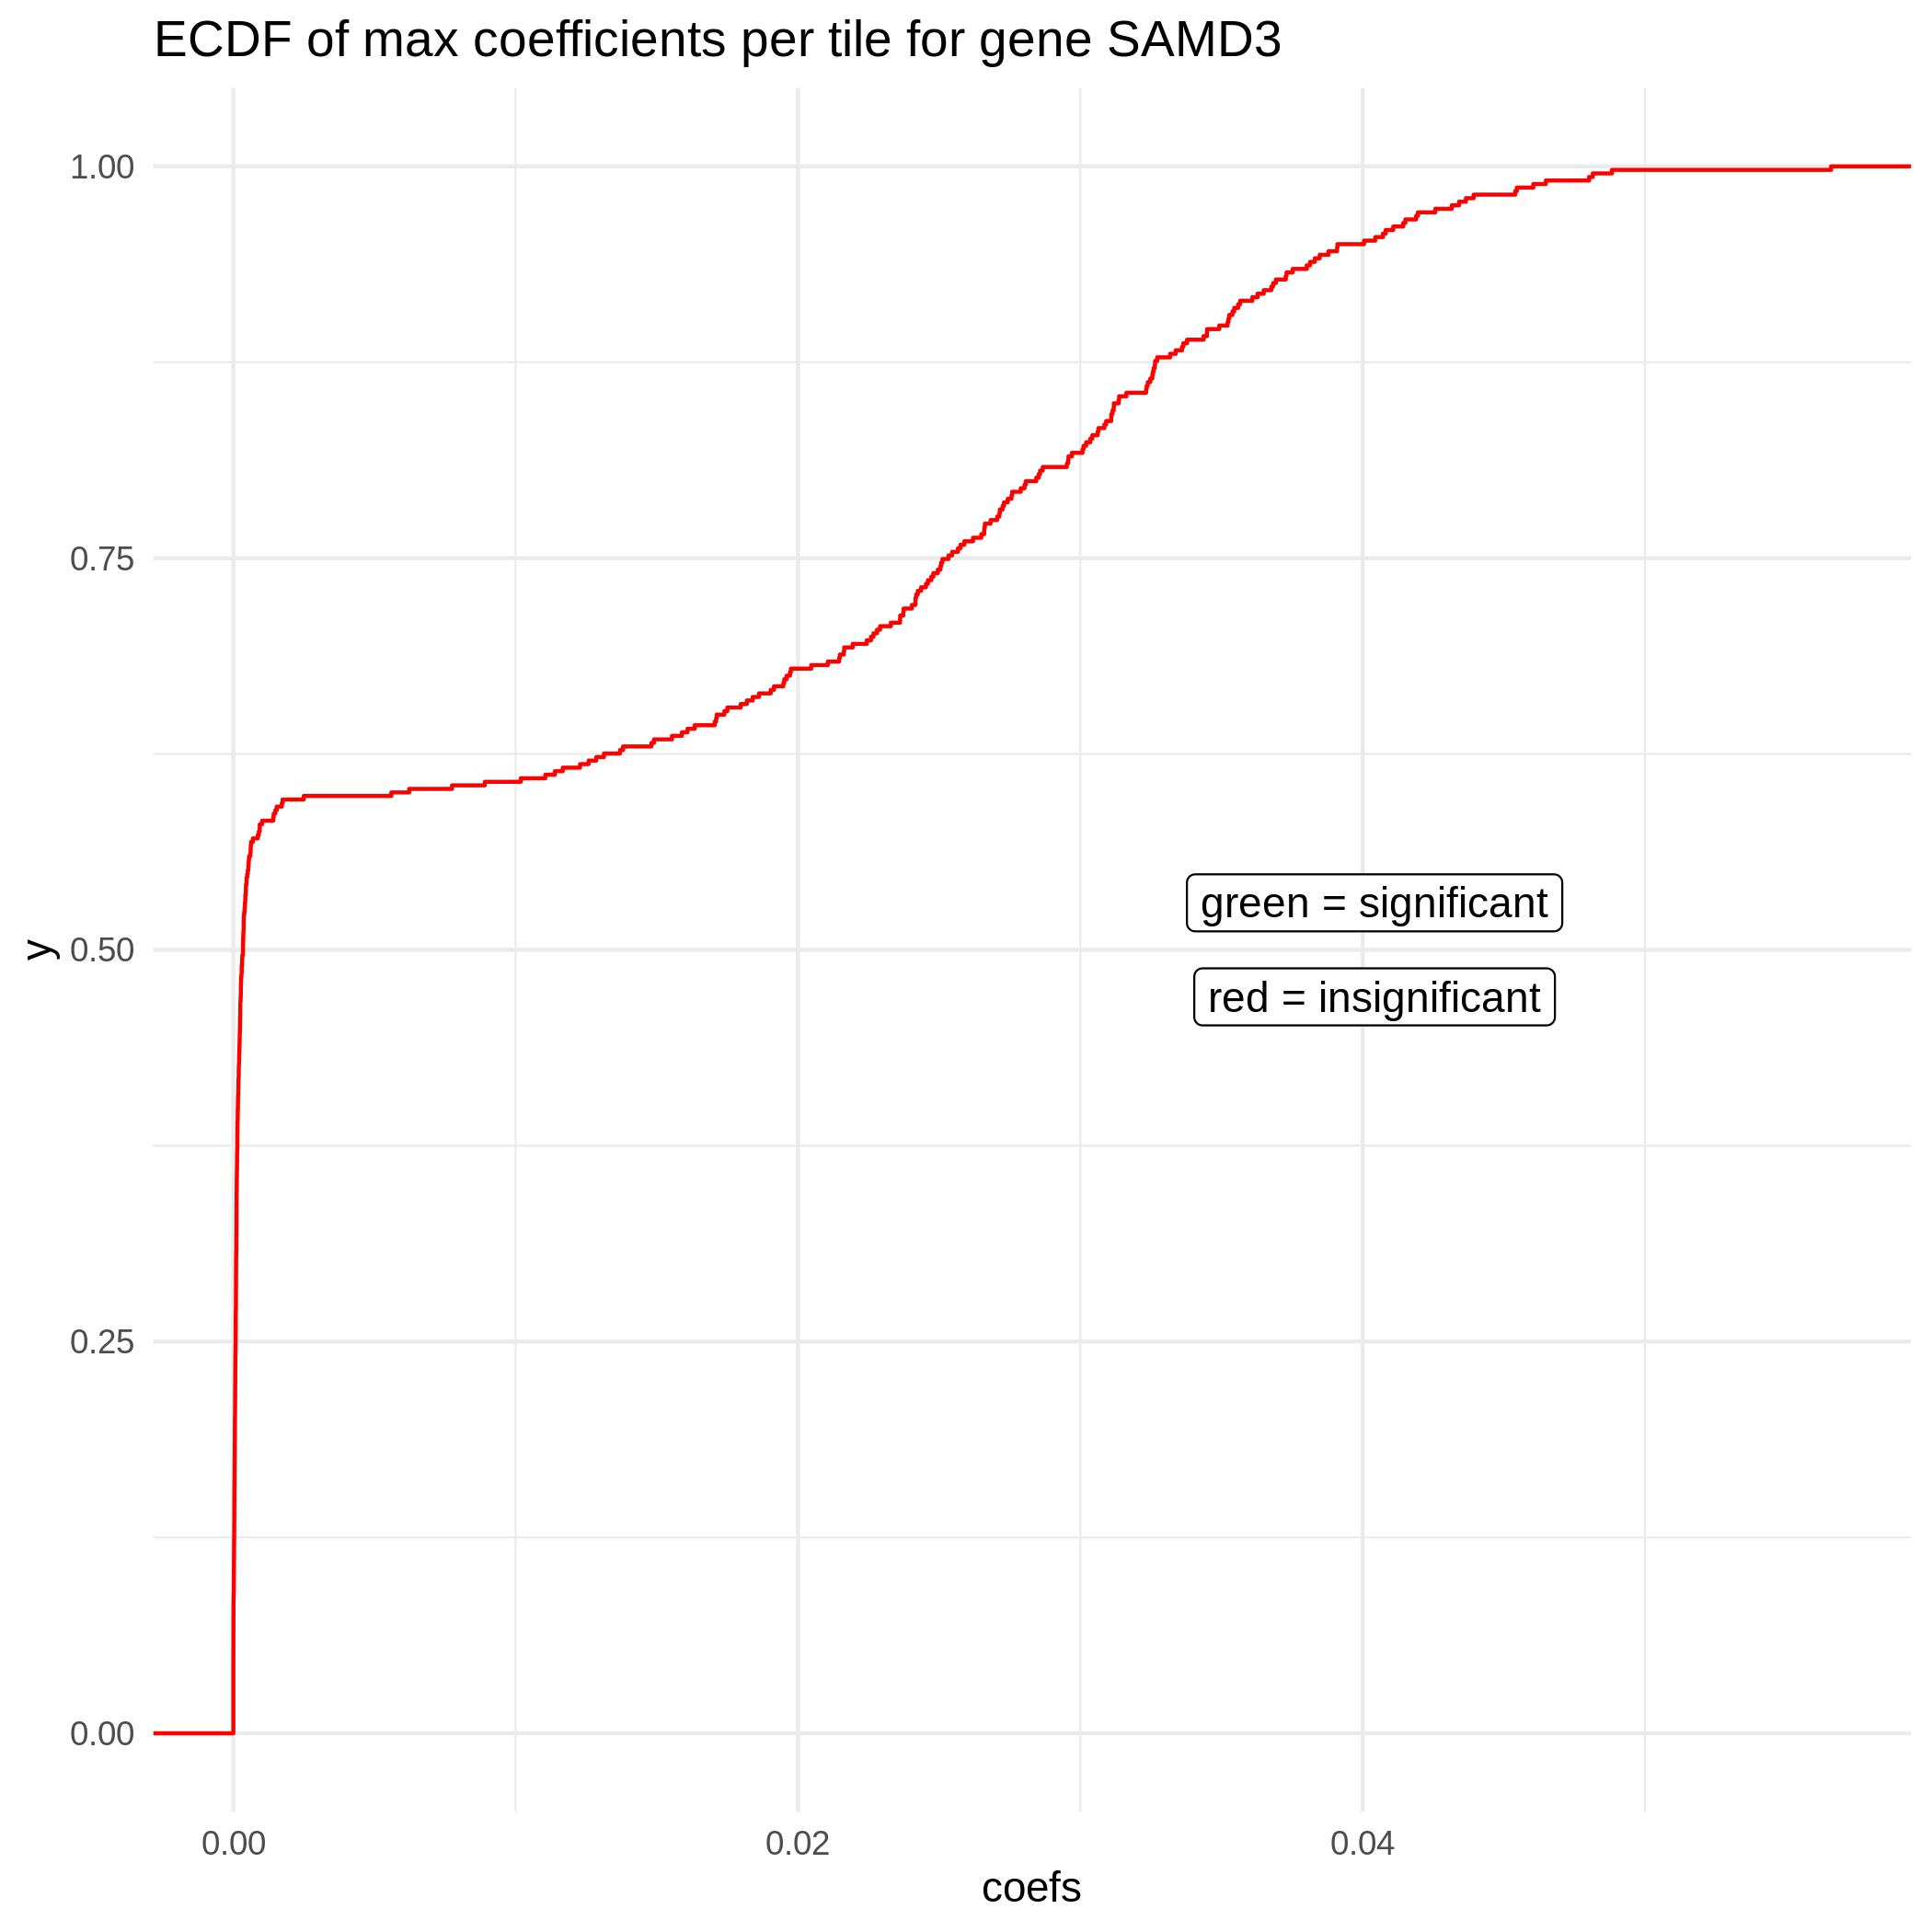 ECDF of max coefficients per tile for gene SAMD3
1.00
0.75
0.50
0.25
0.00
y
green = significant
red = insignificant
0.00
0.02
0.04
coefs